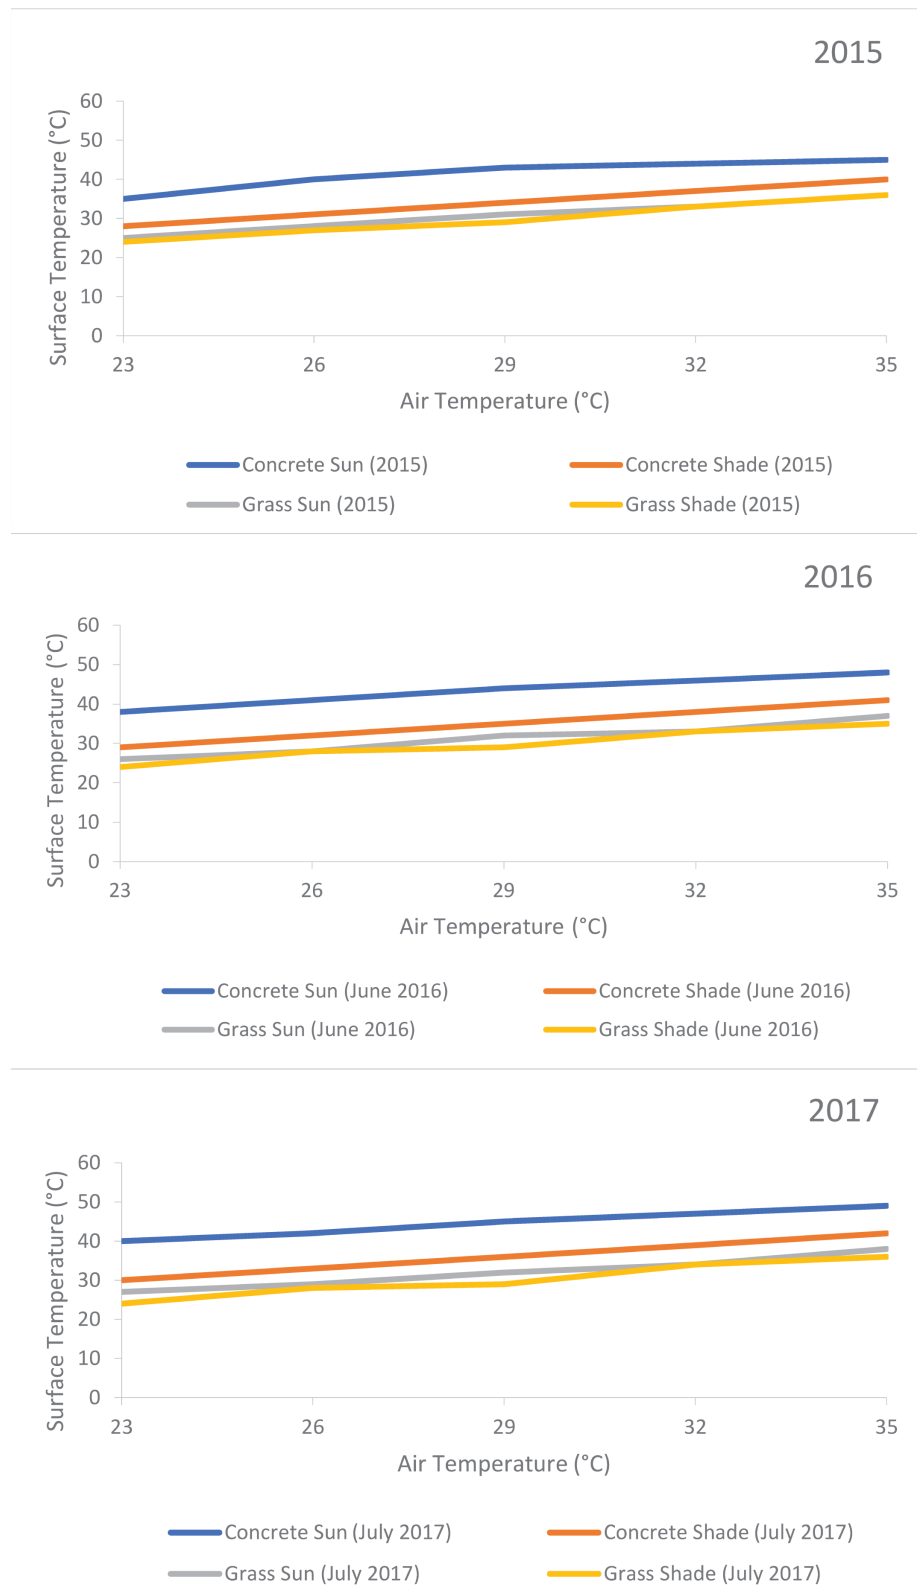 2015
Surface Temperature (°C)
60
50
40
30
20
10
0
23 26 29 32 35
Air Temperature (°C)
Concrete Sun (2015) Concrete Shade (2015)
Grass Sun (2015) Grass Shade (2015)
2016
Surface Temperature (°C)
60
50
40
30
20
10
0
23 26 29 32 35
Air Temperature (°C)
Concrete Sun (June 2016) Concrete Shade (June 2016)
Grass Sun (June 2016) Grass Shade (June 2016)
2017
Surface Temperature (°C)
60
50
40
30
20
10
0
23 26 29 32 35
Air Temperature (°C)
Concrete Sun (July 2017) Concrete Shade (July 2017)
Grass Sun (July 2017) Grass Shade (July 2017)